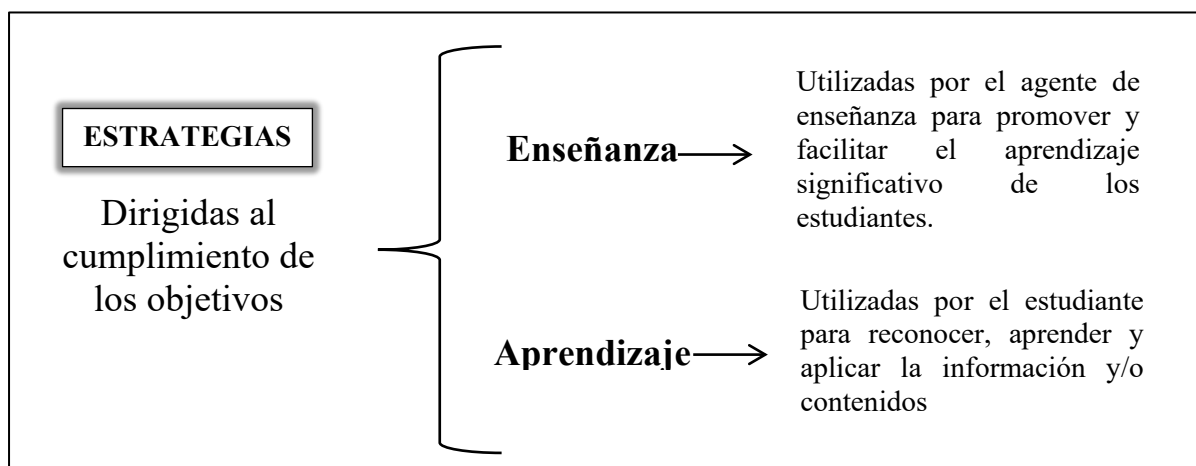 ESTRATEGIAS
Dirigidas al
cumplimiento de
los objetivos
Enseñanza
Utilizadas por el agente de
enseñanza para promover y
facilitar el aprendizaje
significativo de los
estudiantes.
Aprendizaje
Utilizadas por el estudiante
para reconocer, aprender y
aplicar la información y/o
contenidos